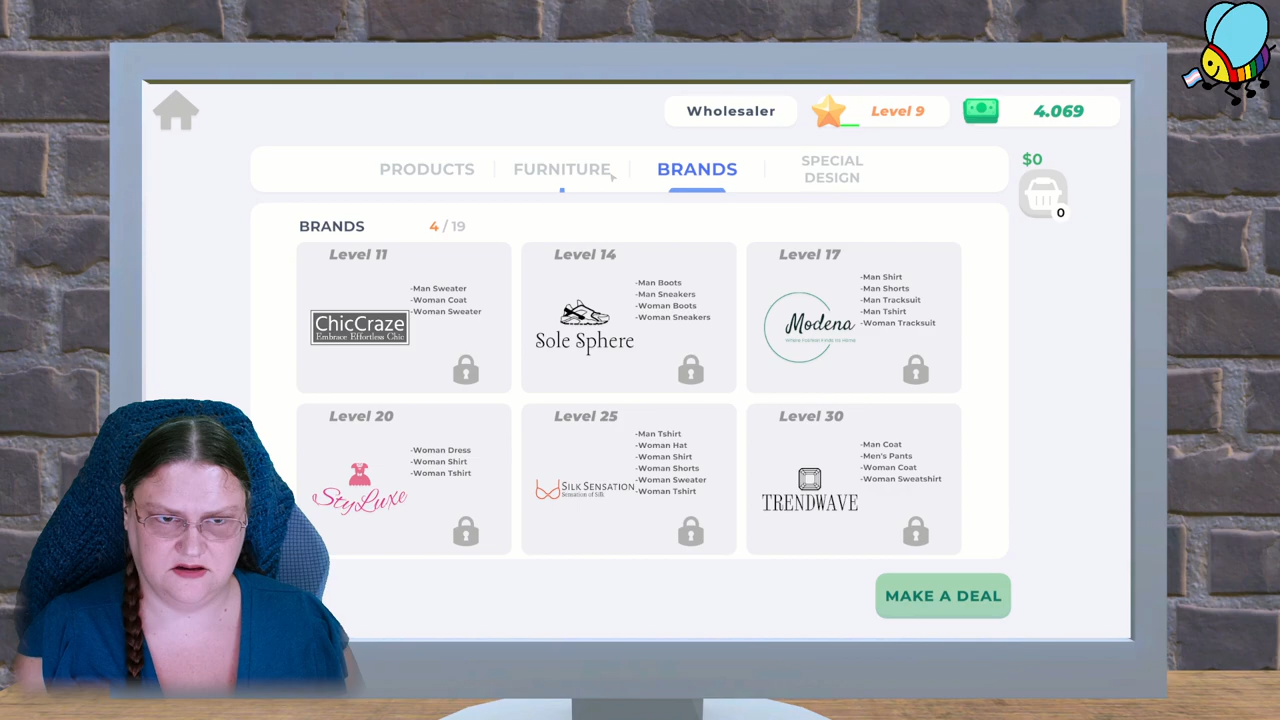 Wholesaler
Level 9
4.069
PRODUCTS
FURNITURE
BRANDS
SPECIAL
DESIGN
$0
0
BRANDS 4 / 19
Level 11
ChicCraze
Embrace Effortless Chic
-Man Sweater
-Woman Coat
-Woman Sweater
Level 14
Sole Sphere
-Man Boots
-Man Sneakers
-Woman Boots
-Woman Sneakers
Level 17
Modena
-Man Shirt
-Man Shorts
-Man Tracksuit
-Man Tshirt
-Woman Tracksuit
Level 20
StyLuxe
-Woman Dress
-Woman Shirt
-Woman Tshirt
Level 25
SILK SENSATION
Sensation of Silk
-Man Tshirt
-Woman Hat
-Woman Shirt
-Woman Shorts
-Woman Sweater
-Woman Tshirt
Level 30
TRENDWAVE
-Man Coat
-Men's Pants
-Woman Coat
-Woman Sweatshirt
MAKE A DEAL